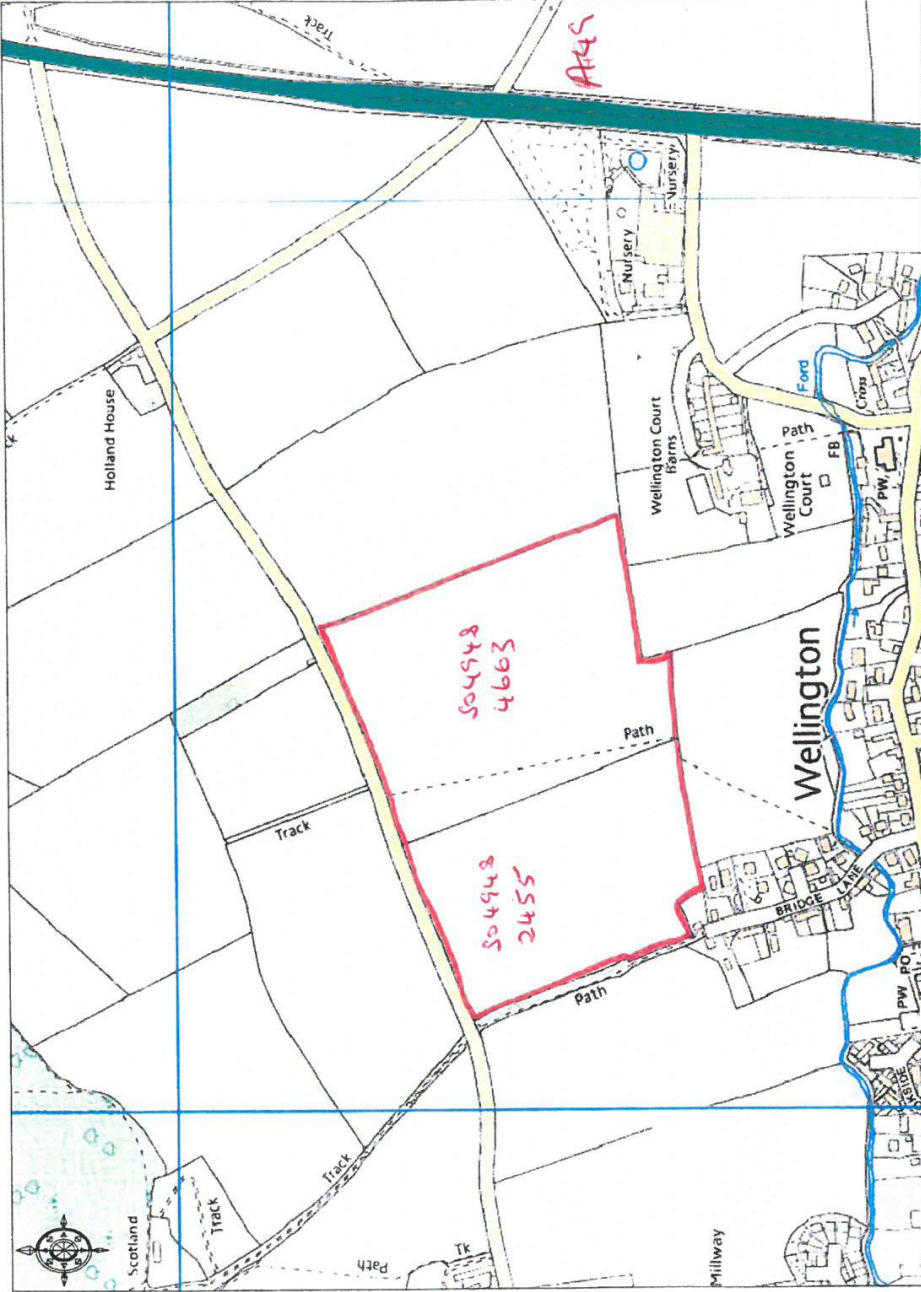 Track
A49
Holland House
Nursery
Nursery
Wellington Court
Barns
Ford
Cross
Path
FB
Wellington
Court
PW
SO4948
4663
Path
Wellington
Track
SO4948
2455
BRIDGE LANE
Path
PO
PW
Scotland
Track
Track
Path
Tk
Millway